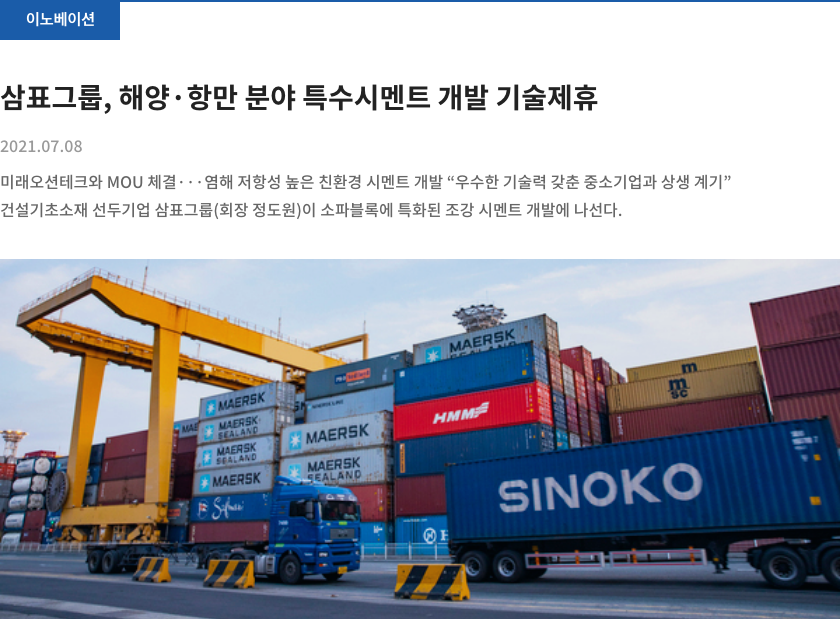 이노베이션
삼표그룹, 해양·항만 분야 특수시멘트 개발 기술제휴
2021.07.08
미래오션테크와 MOU 체결···염해 저항성 높은 친환경 시멘트 개발 “우수한 기술력 갖춘 중소기업과 상생 계기”
건설기초소재 선두기업 삼표그룹(회장 정도원)이 소파블록에 특화된 조강 시멘트 개발에 나선다.
MAERSK
SEALAND
MAERSK
MAERSK
SEALAND
MAERSK
MAERSK
MAERSK
SEALAND
HMM
m
m
SC
SINOKO